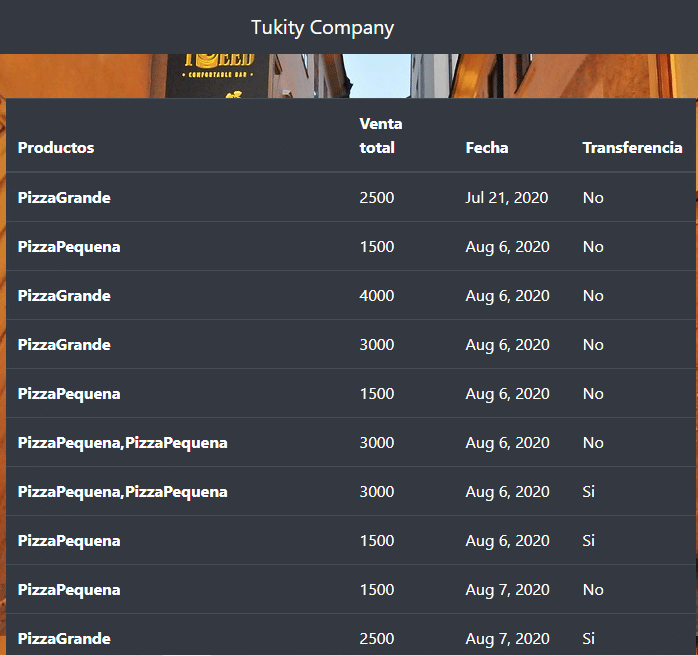 Tukity Company
• COMFORTABLE BAR •
Productos Venta total Fecha Transferencia
PizzaGrande 2500 Jul 21, 2020 No
PizzaPequena 1500 Aug 6, 2020 No
PizzaGrande 4000 Aug 6, 2020 No
PizzaGrande 3000 Aug 6, 2020 No
PizzaPequena 1500 Aug 6, 2020 No
PizzaPequena,PizzaPequena 3000 Aug 6, 2020 No
PizzaPequena,PizzaPequena 3000 Aug 6, 2020 Si
PizzaPequena 1500 Aug 6, 2020 Si
PizzaPequena 1500 Aug 7, 2020 No
PizzaGrande 2500 Aug 7, 2020 Si